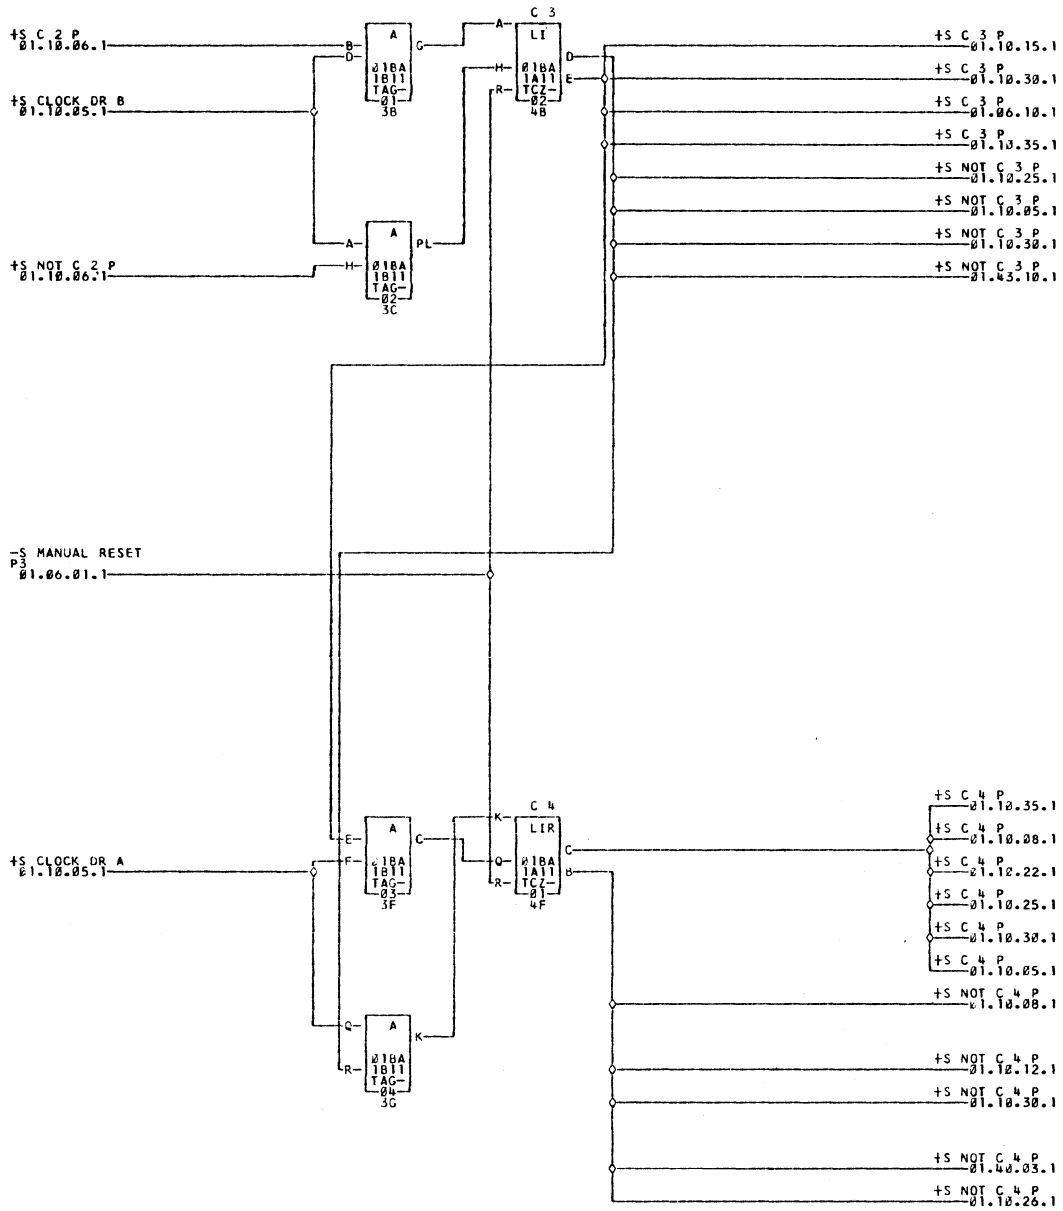 +S C 2 P
01.10.06.1
B
D
A
01BA
1B11
TAG-
01
3B
G
C 3
A
H
R
LI
01BA
1A11
TCZ-
02
4B
D
E
+S C 3 P
01.10.15.1
+S C 3 P
01.10.30.1
+S CLOCK DR B
01.10.05.1
+S C 3 P
01.06.10.1
+S C 3 P
01.10.35.1
+S NOT C 3 P
01.10.25.1
+S NOT C 3 P
01.10.05.1
+S NOT C 3 P
01.10.30.1
+S NOT C 3 P
01.43.10.1
+S NOT C 2 P
01.10.06.1
A
H
A
01BA
1B11
TAG-
02
3C
PL
-S MANUAL RESET
P3
01.06.01.1
+S CLOCK DR A
01.10.05.1
E
F
A
01BA
1B11
TAG-
03
3F
C
C 4
K
Q
R
LIR
01BA
1A11
TCZ-
01
4F
C
B
+S C 4 P
01.10.35.1
+S C 4 P
01.10.08.1
+S C 4 P
01.10.22.1
+S C 4 P
01.10.25.1
+S C 4 P
01.10.30.1
+S C 4 P
01.10.05.1
+S NOT C 4 P
01.10.08.1
Q
R
A
01BA
1B11
TAG-
04
3G
K
+S NOT C 4 P
01.10.12.1
+S NOT C 4 P
01.10.30.1
+S NOT C 4 P
01.40.03.1
+S NOT C 4 P
01.10.26.1